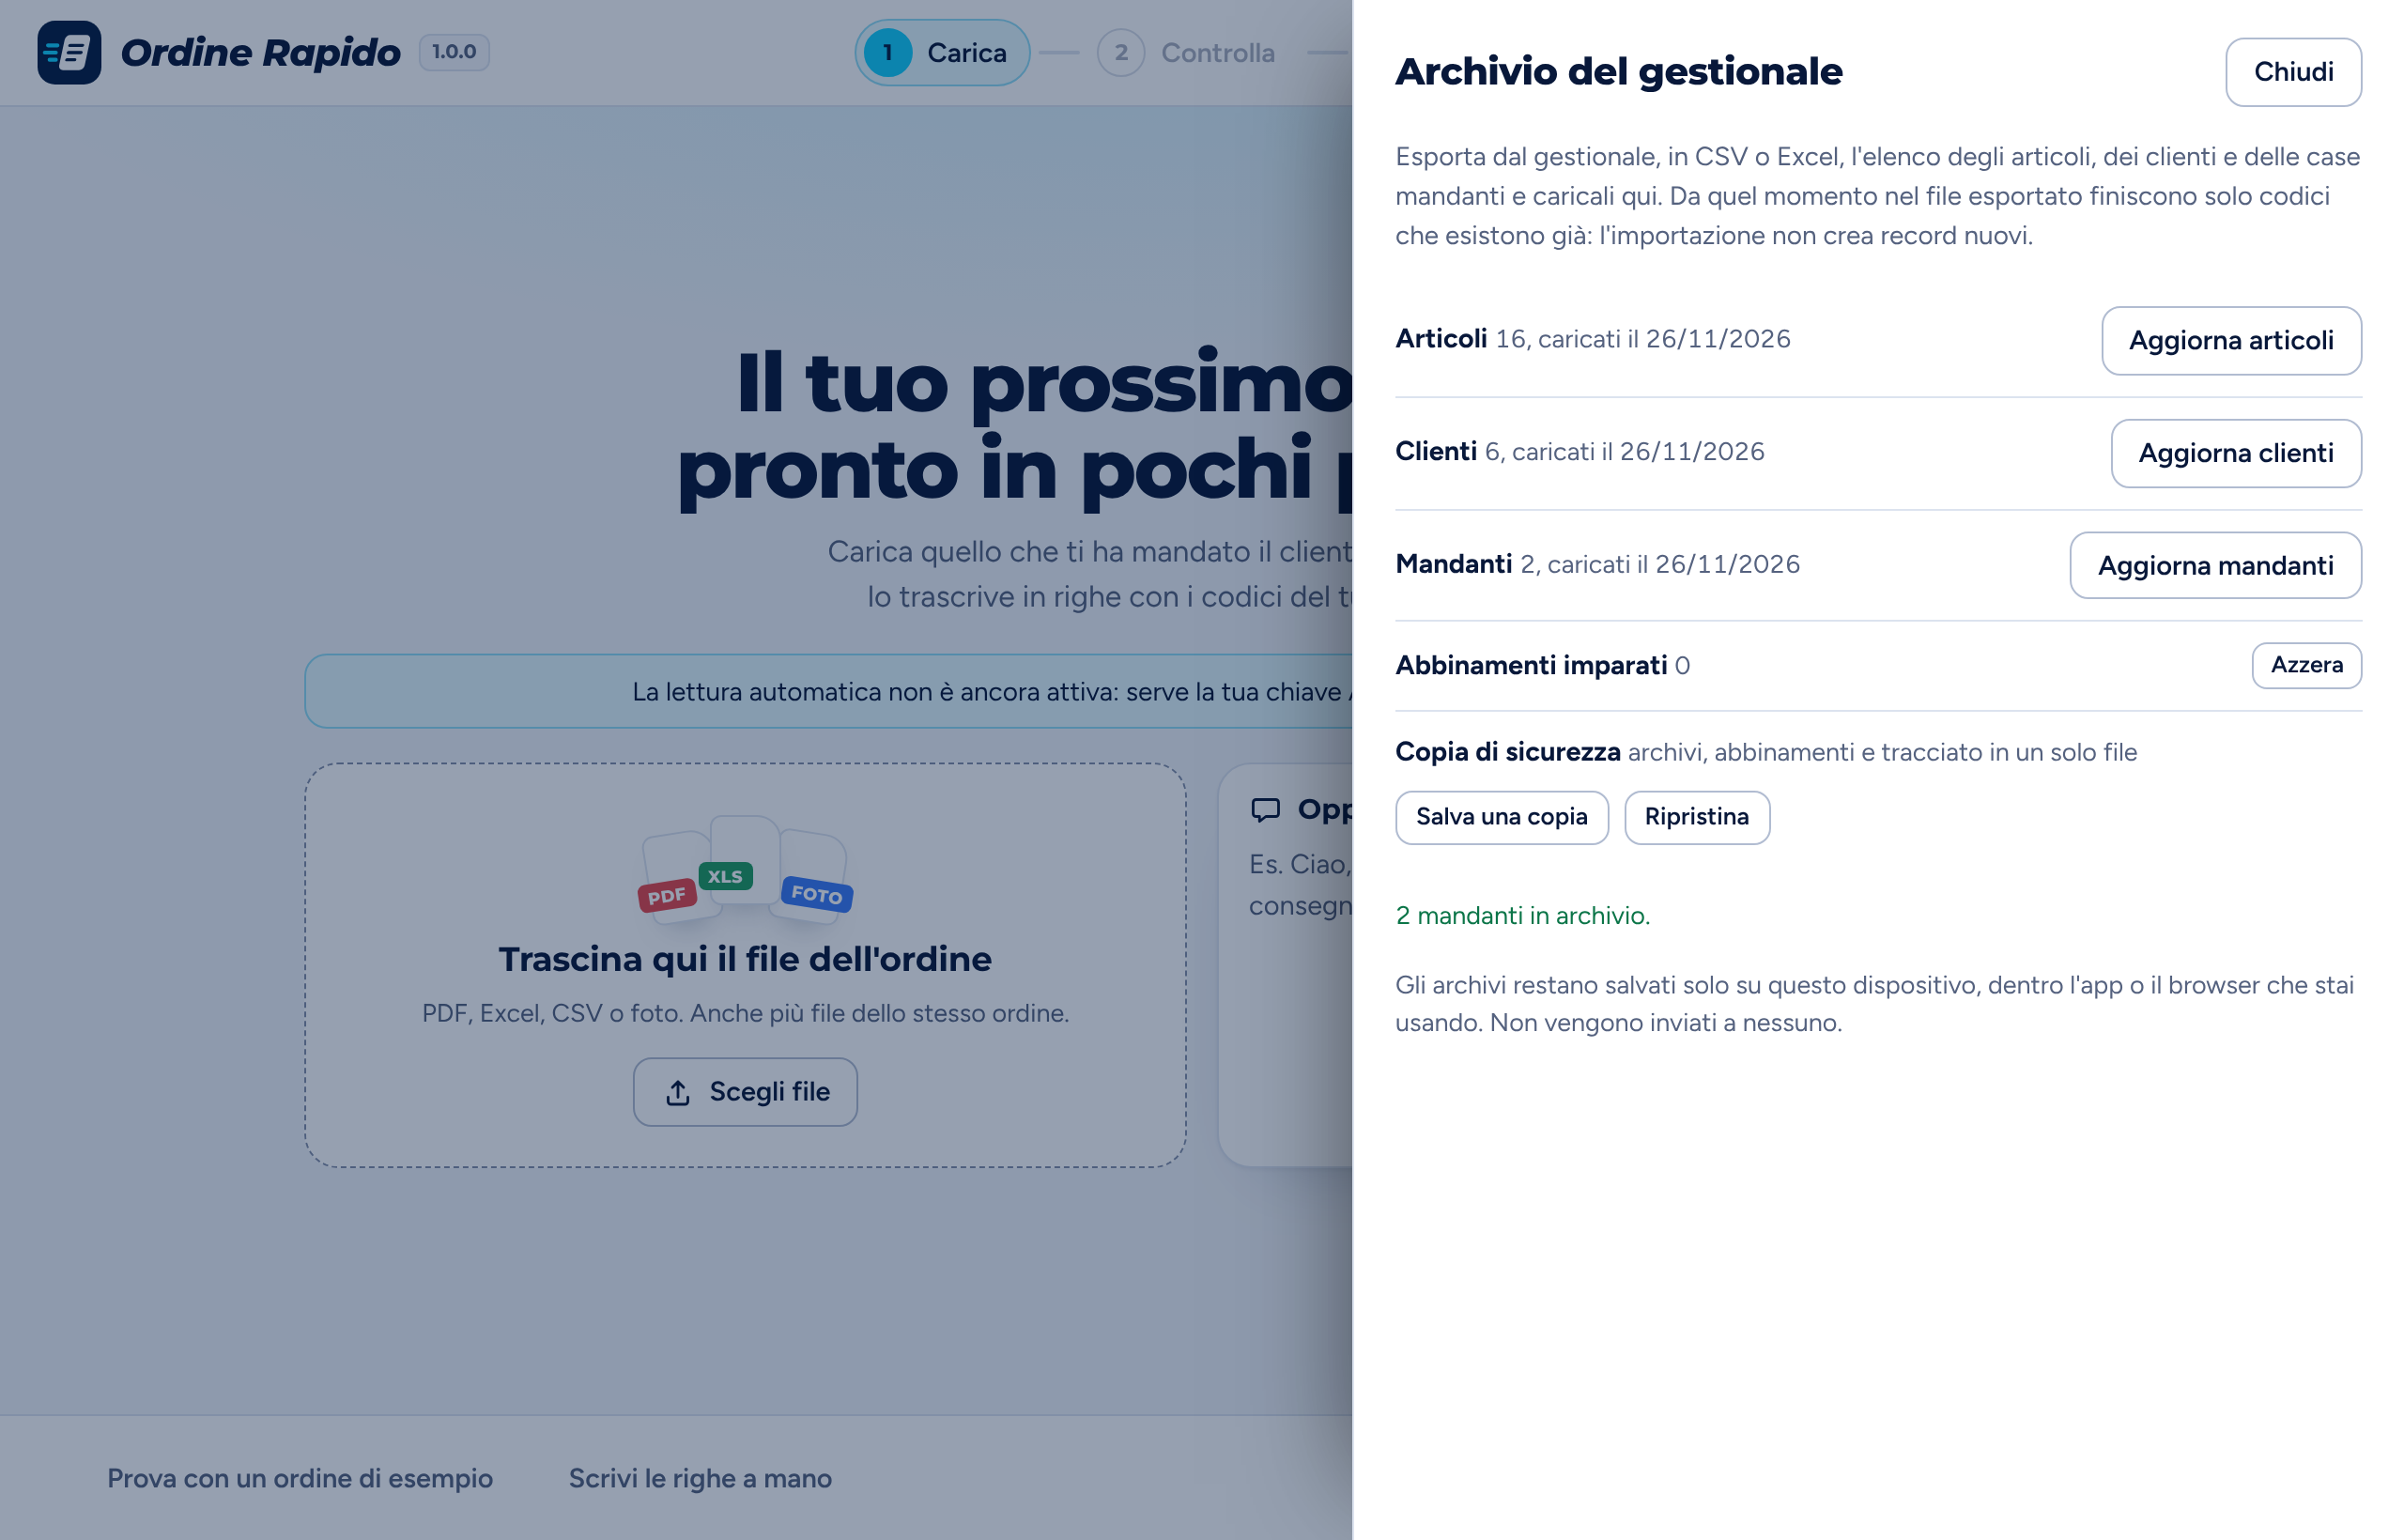 Ordine Rapido 1.0.0
1 Carica
2 Controlla
Il tuo prossimo
pronto in pochi
Carica quello che ti ha mandato il client
lo trascrive in righe con i codici del
La lettura automatica non è ancora attiva: serve la tua chiave
PDF
XLS
FOTO
Trascina qui il file dell'ordine
PDF, Excel, CSV o foto. Anche più file dello stesso ordine.
Scegli file
Opp
Es. Ciao,
consegn
Prova con un ordine di esempio
Scrivi le righe a mano
Archivio del gestionale
Chiudi
Esporta dal gestionale, in CSV o Excel, l'elenco degli articoli, dei clienti e delle case
mandanti e caricali qui. Da quel momento nel file esportato finiscono solo codici
che esistono già: l'importazione non crea record nuovi.
Articoli 16, caricati il 26/11/2026
Aggiorna articoli
Clienti 6, caricati il 26/11/2026
Aggiorna clienti
Mandanti 2, caricati il 26/11/2026
Aggiorna mandanti
Abbinamenti imparati 0
Azzera
Copia di sicurezza archivi, abbinamenti e tracciato in un solo file
Salva una copia
Ripristina
2 mandanti in archivio.
Gli archivi restano salvati solo su questo dispositivo, dentro l'app o il browser che stai
usando. Non vengono inviati a nessuno.